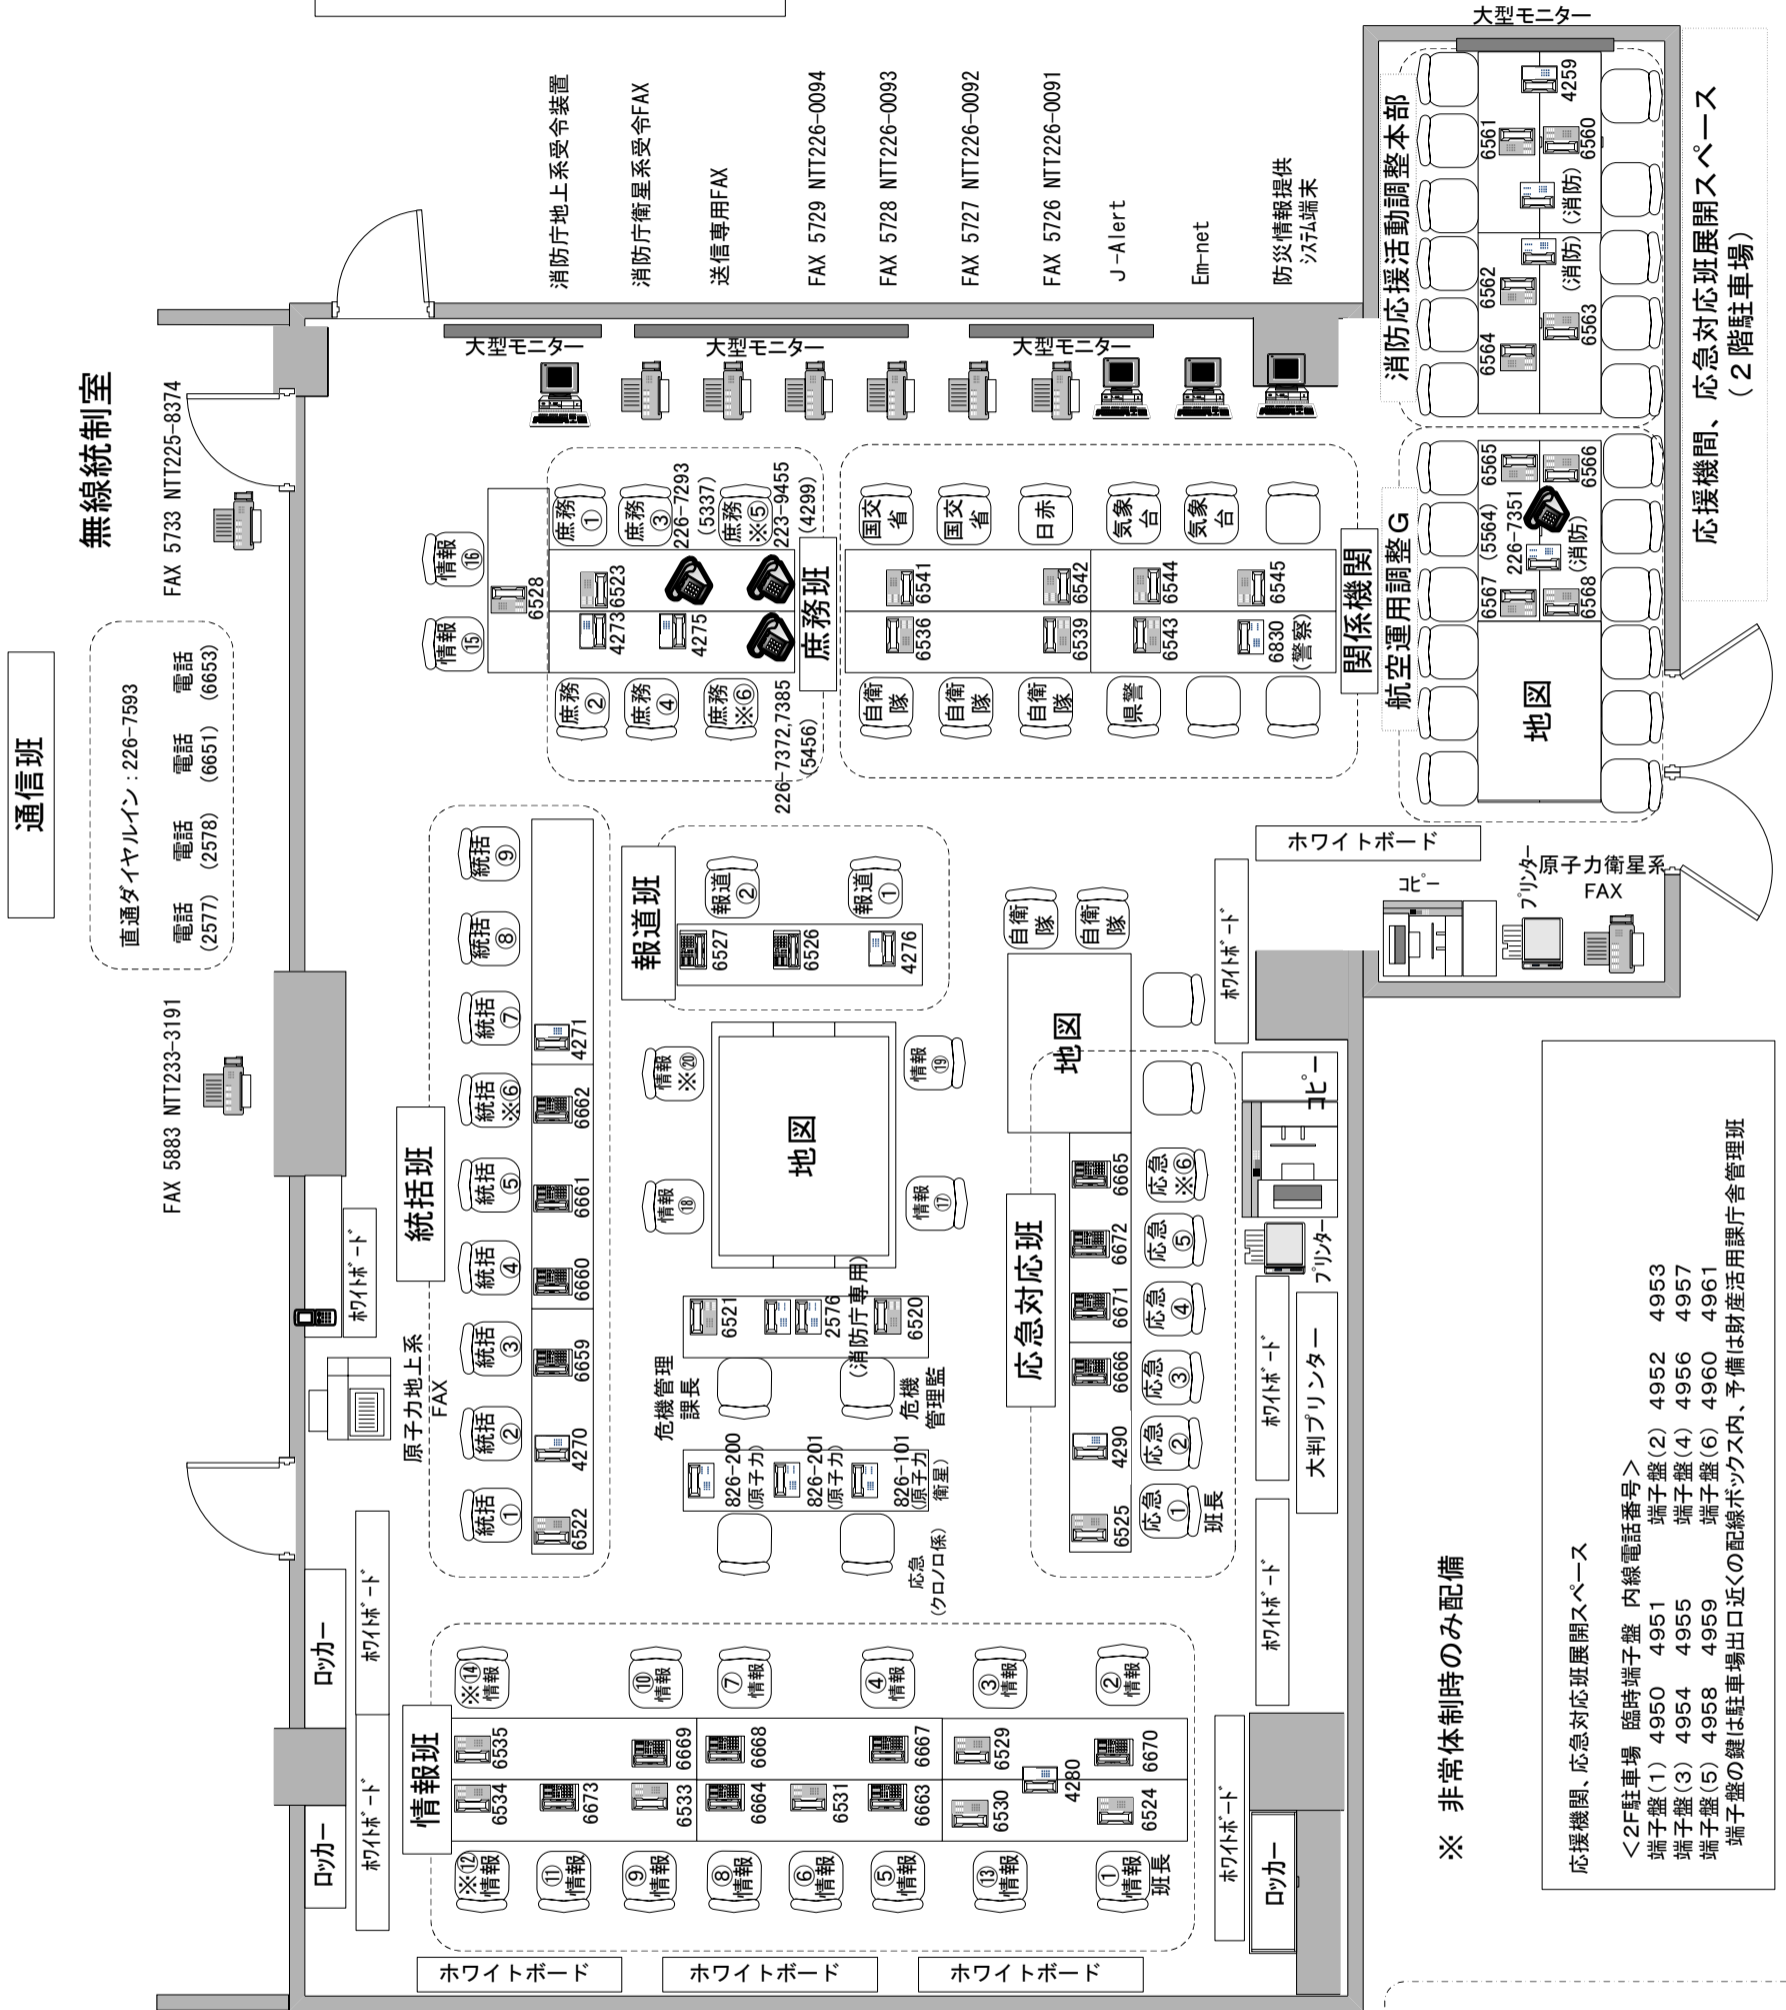 通信班
無線統制室
直通ダイヤルイン：226-7593
電話
(2577)
電話
(2578)
電話
(6651)
電話
(6653)
FAX 5883 NTT233-3191
FAX 5733 NTT225-8374
大型モニター
大型モニター
大型モニター
消防庁地上系受令装置
消防庁衛星系受令FAX
送信専用FAX
FAX 5729 NTT226-0094
FAX 5728 NTT226-0093
FAX 5727 NTT226-0092
FAX 5726 NTT226-0091
J-Alert
Em-net
防災情報提供
システム端末
ロッカー
ロッカー
ホワイトボード
ホワイトボード
ホワイトボード
原子力地上系
FAX
統括班
統括
①
統括
②
統括
③
統括
④
統括
⑤
統括
※⑥
統括
⑦
統括
⑧
統括
⑨
6522
4270
6659
6660
6661
6662
4271
情報
⑮
情報
⑯
6528
庶務
①
庶務
③
庶務
※⑤
226-7293
(5337)
223-9455
(4299)
4273
6523
4275
庶務
②
庶務
④
庶務
※⑥
226-7372,7385
(5456)
庶務班
国交
省
国交
省
日赤
気象
台
気象
台
6541
6542
6544
6545
6536
6539
6543
6830
(警察)
自衛
隊
自衛
隊
自衛
隊
県警
関係機関
報道班
報道
②
報道
①
6527
6526
4276
情報
※⑳
情報
⑲
情報
⑱
情報
⑰
地図
危機管理
課長
危機
管理監
6521
2576
(消防庁専用)
6520
826-200
(原子力)
826-201
(原子力)
826-101
(原子力
衛星)
応急
(クロノロ係)
応急対応班
地図
自衛
隊
自衛
隊
6525
4290
6666
6671
6672
6665
応急
①
班長
応急
②
応急
③
応急
④
応急
⑤
応急
※⑥
情報班
※⑭
情報
⑩
情報
⑦
情報
④
情報
③
情報
②
情報
6535
6669
6668
6667
6529
6670
4280
6534
6673
6533
6664
6531
6663
6530
6524
※⑫
情報
⑪
情報
⑨
情報
⑧
情報
⑥
情報
⑤
情報
⑬
情報
①
情報
班長
ホワイトボード
ホワイトボード
ホワイトボード
ホワイトボード
ロッカー
ホワイトボード
ホワイトボード
大判プリンター
プリンター
コピー
ホワイトボード
ホワイトボード
コピー
プリンター
原子力衛星系
FAX
大型モニター
消防応援活動調整本部
4259
6561
6560
(消防)
(消防)
6562
6563
6564
航空運用調整G
6565
6566
(5564)
226-7351
(消防)
6567
6568
地図
応援機関、応急対応班展開スペース
（２階駐車場）
※　非常体制時のみ配備
応援機関、応急対応班展開スペース
＜2F駐車場　臨時端子盤　内線電話番号＞
端子盤(1) 4950 4951 端子盤(2) 4952 4953
端子盤(3) 4954 4955 端子盤(4) 4956 4957
端子盤(5) 4958 4959 端子盤(6) 4960 4961
端子盤の鍵は駐車場出口近くの配線ボックス内、予備は財産活用課庁舎管理班